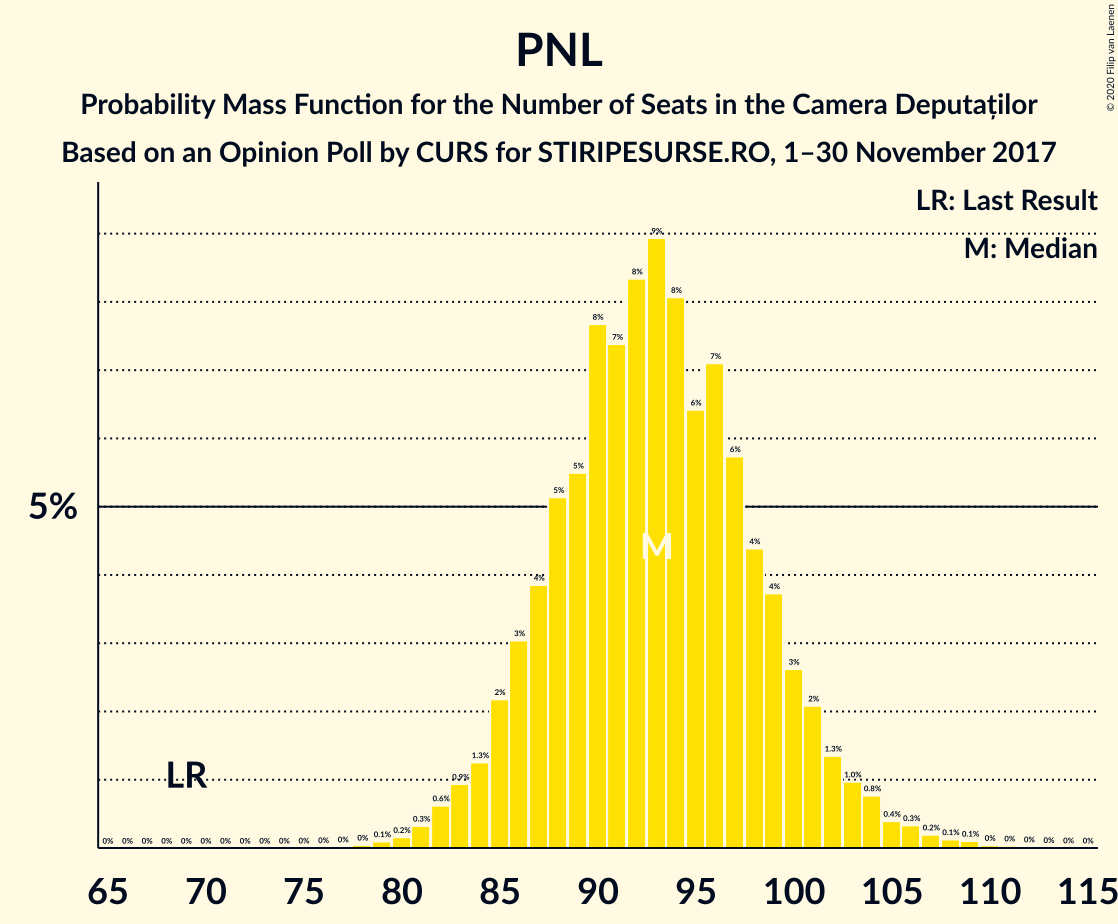 © 2020 Filip van Laenen
PNL
Probability Mass Function for the Number of Seats in the Camera Deputaților
Based on an Opinion Poll by CURS for STIRIPESURSE.RO, 1–30 November 2017
LR: Last Result
M: Median
5%
LR
M
0% 0% 0% 0% 0% 0% 0% 0% 0% 0% 0% 0% 0% 0% 0.1% 0.2% 0.3% 0.6% 0.9% 1.3% 2% 3% 4% 5% 5% 8% 7% 8% 9% 8% 6% 7% 6% 4% 4% 3% 2% 1.3% 1.0% 0.8% 0.4% 0.3% 0.2% 0.1% 0.1% 0% 0% 0% 0% 0% 0%
65 70 75 80 85 90 95 100 105 110 115